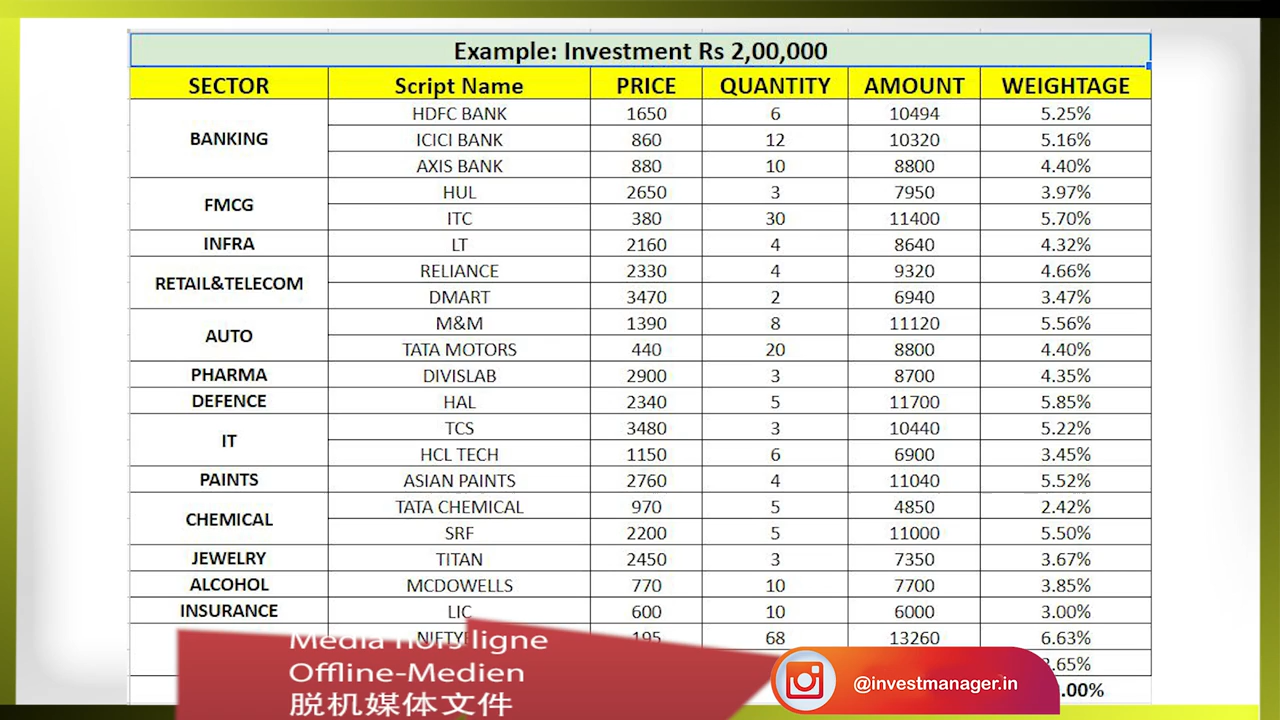 Example: Investment Rs 2,00,000
SECTOR Script Name PRICE QUANTITY AMOUNT WEIGHTAGE
BANKING
HDFC BANK 1650 6 10494 5.25%
ICICI BANK 860 12 10320 5.16%
AXIS BANK 880 10 8800 4.40%
FMCG
HUL 2650 3 7950 3.97%
ITC 380 30 11400 5.70%
INFRA LT 2160 4 8640 4.32%
RETAIL&TELECOM
RELIANCE 2330 4 9320 4.66%
DMART 3470 2 6940 3.47%
AUTO
M&M 1390 8 11120 5.56%
TATA MOTORS 440 20 8800 4.40%
PHARMA DIVISLAB 2900 3 8700 4.35%
DEFENCE HAL 2340 5 11700 5.85%
IT
TCS 3480 3 10440 5.22%
HCL TECH 1150 6 6900 3.45%
PAINTS ASIAN PAINTS 2760 4 11040 5.52%
CHEMICAL
TATA CHEMICAL 970 5 4850 2.42%
SRF 2200 5 11000 5.50%
JEWELRY TITAN 2450 3 7350 3.67%
ALCOHOL MCDOWELLS 770 10 7700 3.85%
INSURANCE LIC 600 10 6000 3.00%
195 68 13260 6.63%
Media hors ligne
Offline-Medien
脱机媒体文件
@investmanager.in